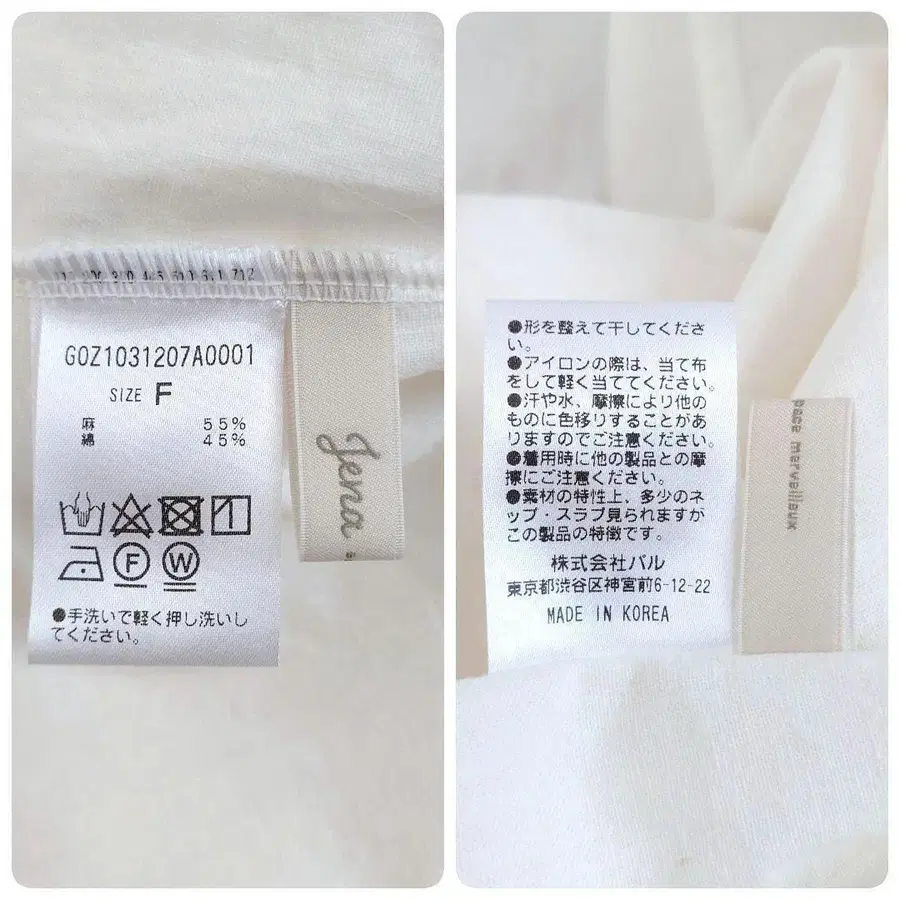 G0Z1031207A0001
SIZE F
麻 55%
綿 45%
F W
●手洗いで軽く押し洗いし
てください。
Jena
●形を整えて干してくださ
い。
●アイロンの際は、当て布
をして軽く当ててください。
●汗や水、摩擦により他の
ものに色移りすることがあ
りますのでご注意ください。
●着用時に他の製品との摩
擦にご注意ください。
●素材の特性上、多少のネ
ップ・スラブ見られますが
この製品の特徴です。
株式会社パル
東京都渋谷区神宮前6-12-22
MADE IN KOREA
pace marvailleux